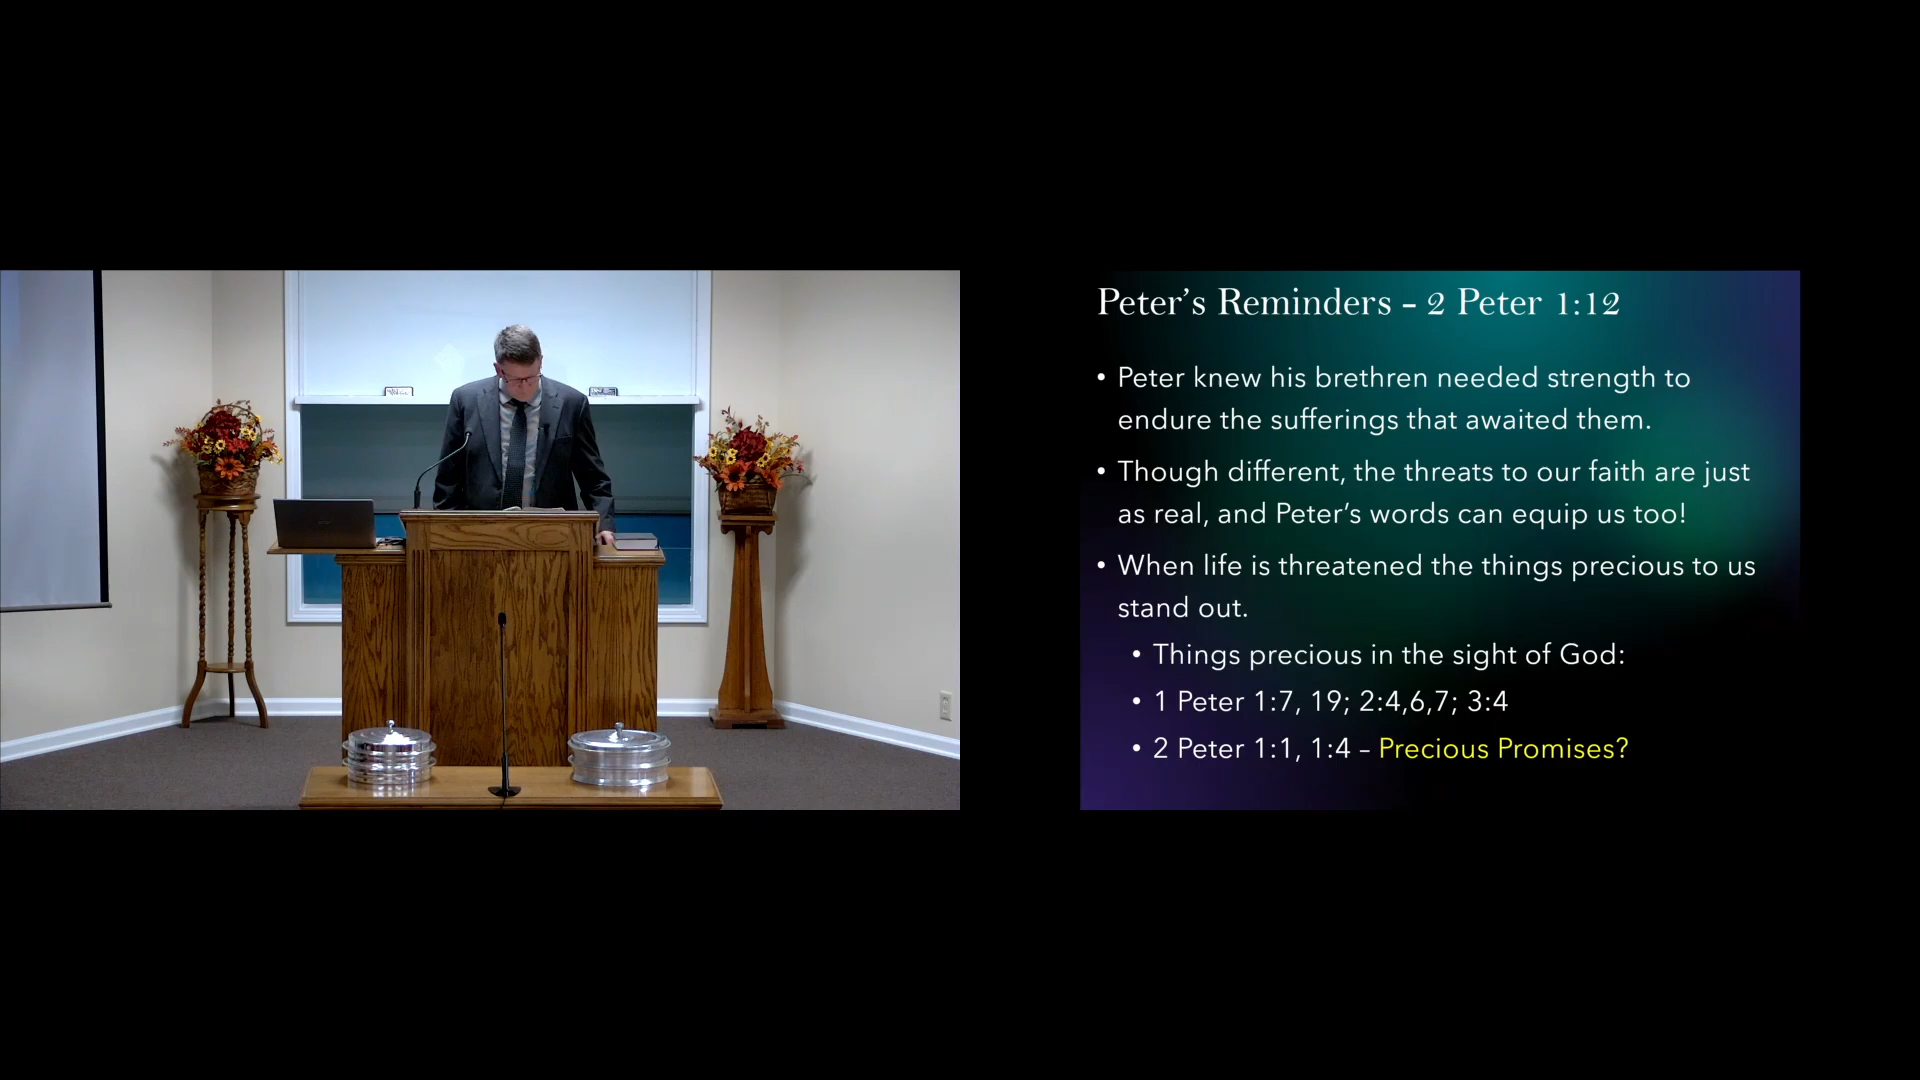 Peter’s Reminders – 2 Peter 1:12
• Peter knew his brethren needed strength to
endure the sufferings that awaited them.
• Though different, the threats to our faith are just
as real, and Peter’s words can equip us too!
• When life is threatened the things precious to us
stand out.
• Things precious in the sight of God:
• 1 Peter 1:7, 19; 2:4,6,7; 3:4
• 2 Peter 1:1, 1:4 – Precious Promises?